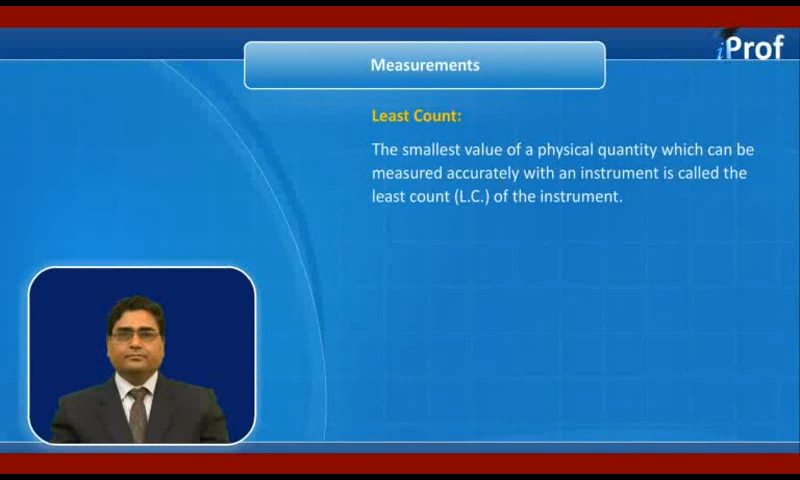 iProf
Measurements
Least Count:
The smallest value of a physical quantity which can be
measured accurately with an instrument is called the
least count (L.C.) of the instrument.